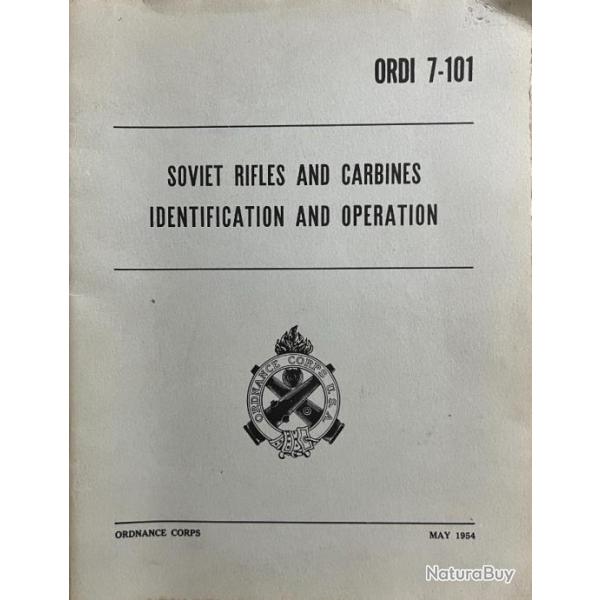 ORDI 7-101
SOVIET RIFLES AND CARBINES
IDENTIFICATION AND OPERATION
ORDNANCE CORPS U.S.A.
ORDNANCE CORPS
MAY 1954
NaturaBuy